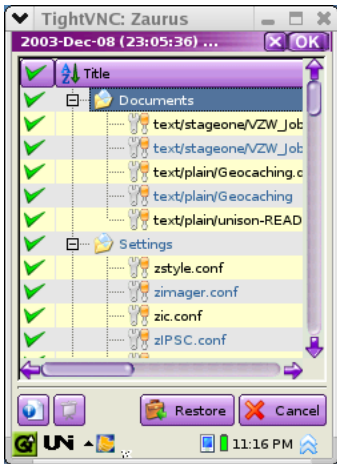 TightVNC: Zaurus
2003-Dec-08 (23:05:36) ... X OK
Title
Documents
text/stageone/VZW_Job
text/stageone/VZW_Job
text/plain/Geocaching.c
text/plain/Geocaching
text/plain/unison-READ
Settings
zstyle.conf
zimager.conf
zic.conf
zIPSC.conf
Restore Cancel
UNi 11:16 PM